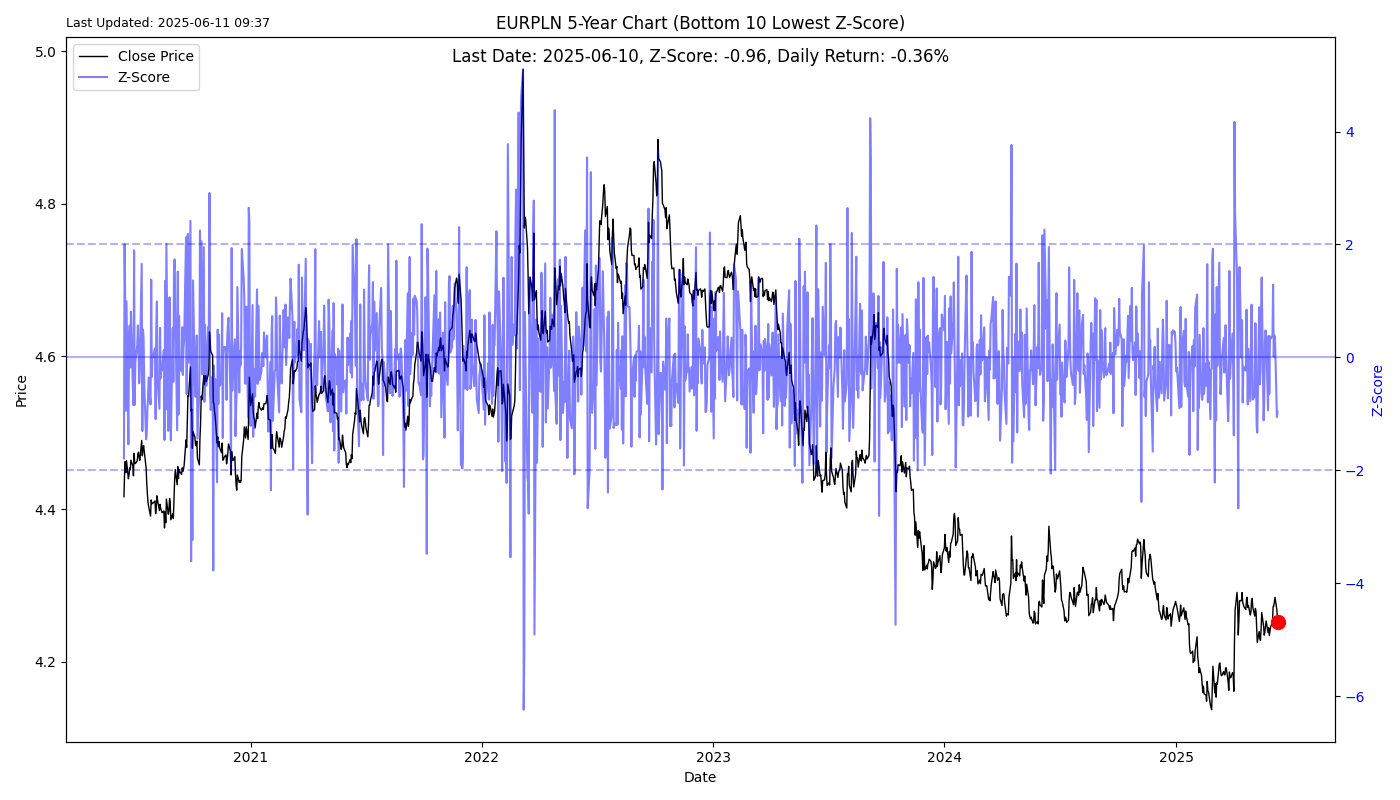 Last Updated: 2025-06-11 09:37
EURPLN 5-Year Chart (Bottom 10 Lowest Z-Score)
Last Date: 2025-06-10, Z-Score: -0.96, Daily Return: -0.36%
Close Price
Z-Score
5.0
4.8
4.6
4.4
4.2
Price
4
2
0
−2
−4
−6
Z-Score
2021
2022
2023
2024
2025
Date